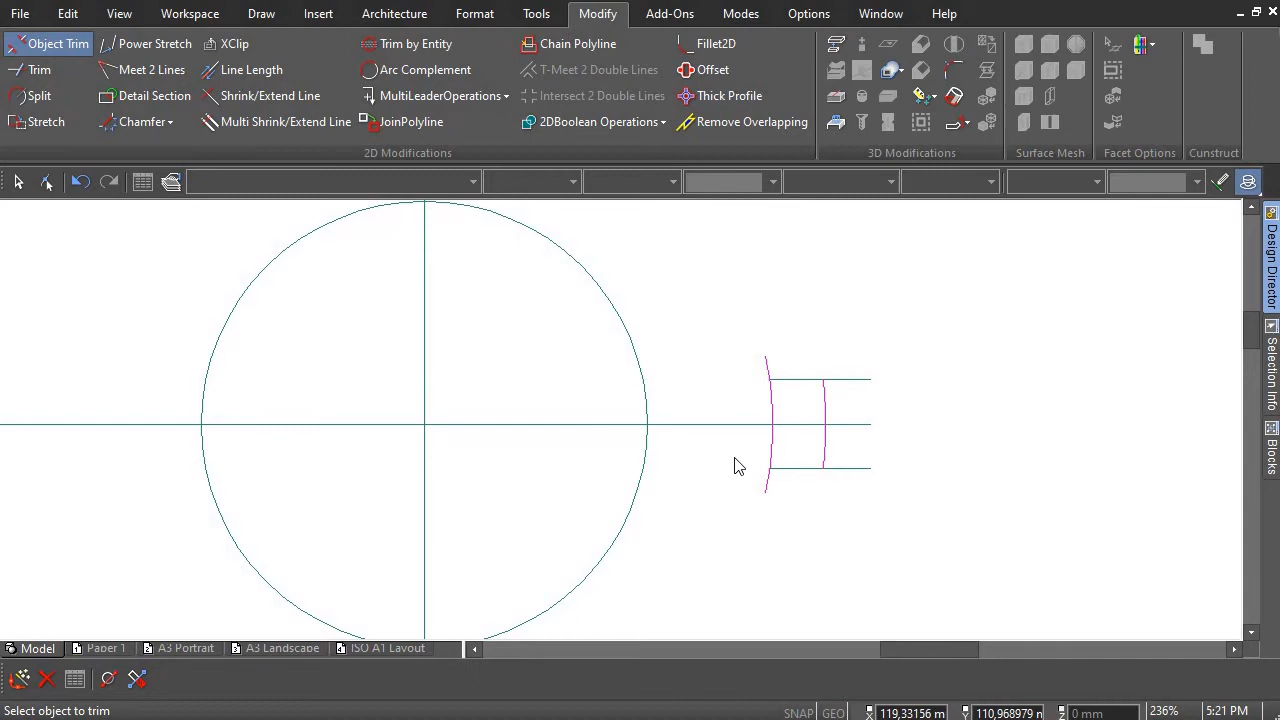 File Edit View Workspace Draw Insert Architecture Format Tools Modify Add-Ons Modes Options Window Help
Object Trim Power Stretch XClip Trim by Entity Chain Polyline Fillet2D
Trim Meet 2 Lines Line Length Arc Complement T-Meet 2 Double Lines Offset
Split Detail Section Shrink/Extend Line MultiLeaderOperations Intersect 2 Double Lines Thick Profile
Stretch Chamfer Multi Shrink/Extend Line JoinPolyline 2DBoolean Operations Remove Overlapping
2D Modifications 3D Modifications Surface Mesh Facet Options Construct
Design Director
Selection Info
Blocks
Model Paper 1 A3 Portrait A3 Landscape ISO A1 Layout
Select object to trim SNAP GEO X 119,33156 m Y 110,968979 n Z 0 mm 236% 5:21 PM